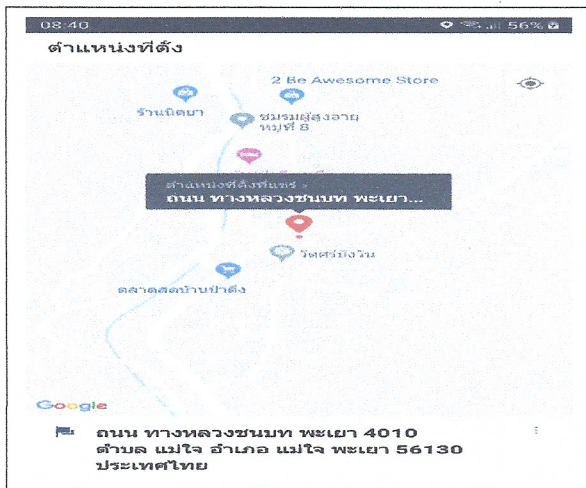 08:40
56%
ตำแหน่งที่ตั้ง
2 Be Awesome Store
ร้านนิตยา
ชมรมผู้สูงอายุ
หมู่ที่ 8
ตำแหน่งที่ตั้งที่แชร์
ถนน ทางหลวงชนบท พะเยา...
วัดศรีบังวัน
ตลาดสดบ้านป่าตึง
Google
ถนน ทางหลวงชนบท พะเยา 4010
ตำบล แม่ใจ อำเภอ แม่ใจ พะเยา 56130
ประเทศไทย